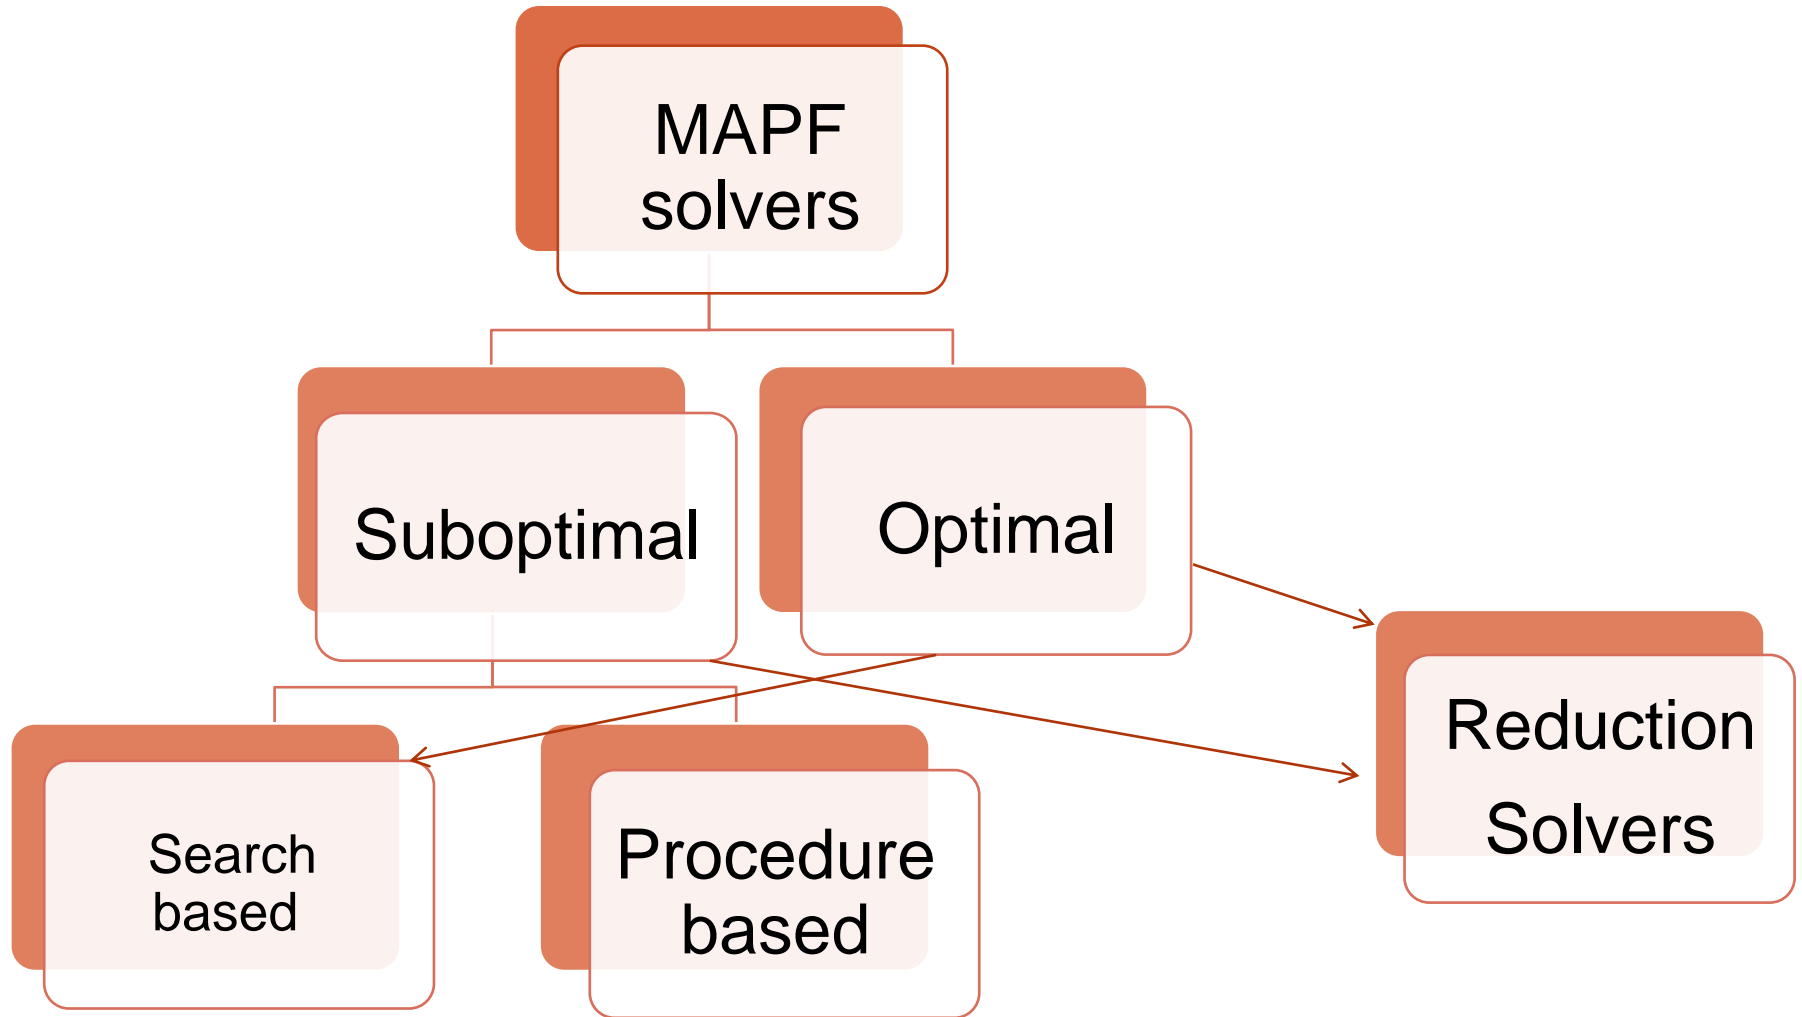 MAPF
solvers
Suboptimal
Optimal
Reduction
Solvers
Search
based
Procedure
based